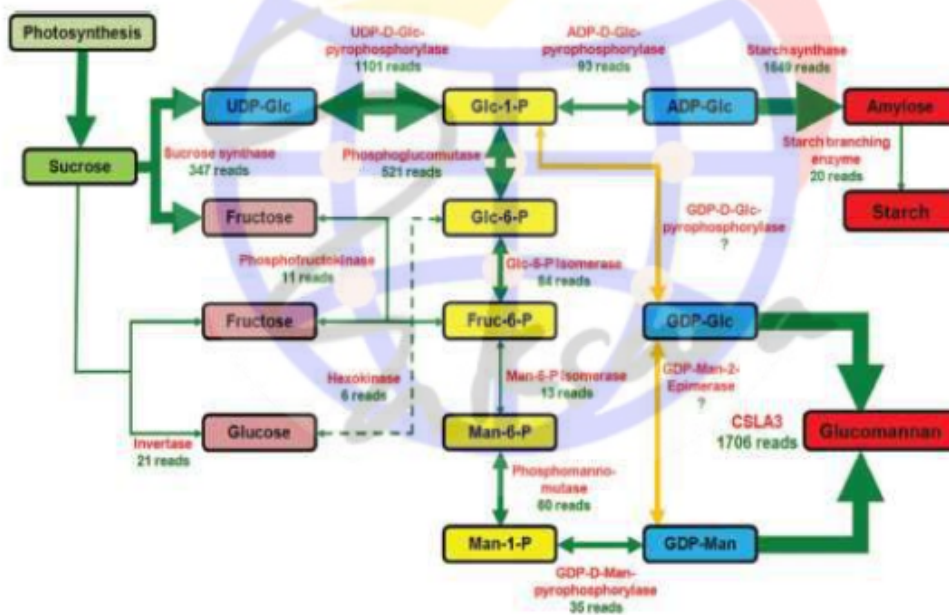 Photosynthesis
UDP-D-Glc-
pyrophosphorylase
1101 reads
ADP-D-Glc-
pyrophosphorylase
93 reads
Starch synthase
1649 reads
UDP-Glc
Glc-1-P
ADP-Glc
Amylose
Sucrose
Sucrose synthase
347 reads
Phosphoglucomutase
521 reads
Starch branching
enzyme
20 reads
Fructose
Glc-6-P
GDP-D-Glc-
pyrophosphorylase
?
Starch
Phosphofructokinase
11 reads
Glc-6-P Isomerase
84 reads
Fructose
Fruc-6-P
GDP-Glc
Hexokinase
6 reads
Man-6-P Isomerase
13 reads
GDP-Man-2-
Epimerase
?
Invertase
21 reads
Glucose
Man-6-P
CSLA3
1706 reads
Glucomannan
Phosphomanno-
mutase
60 reads
Man-1-P
GDP-Man
GDP-D-Man-
pyrophosphorylase
35 reads